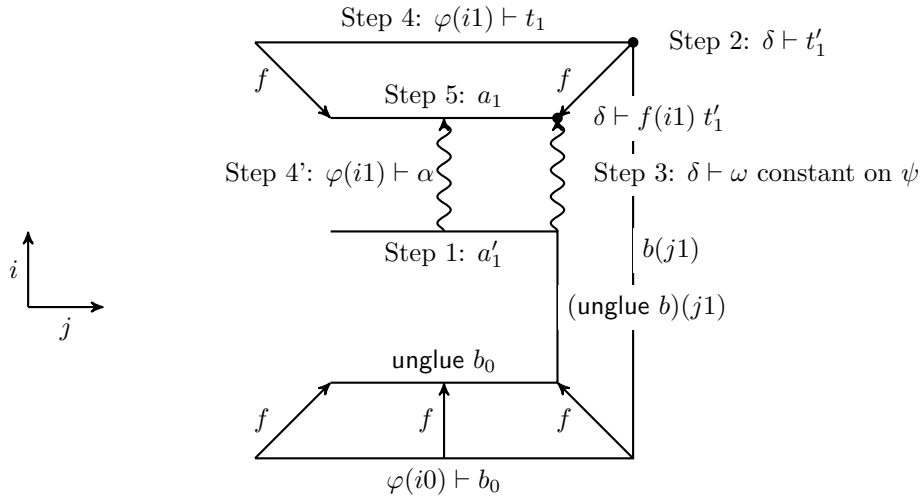 Step 4: φ(i1) ⊢ t₁
Step 2: δ ⊢ t′₁
f
f
Step 5: a₁
δ ⊢ f(i1) t′₁
Step 4’: φ(i1) ⊢ α
Step 3: δ ⊢ ω constant on ψ
Step 1: a′₁
b(j1)
i
(unglue b)(j1)
j
unglue b₀
f
f
f
φ(i0) ⊢ b₀